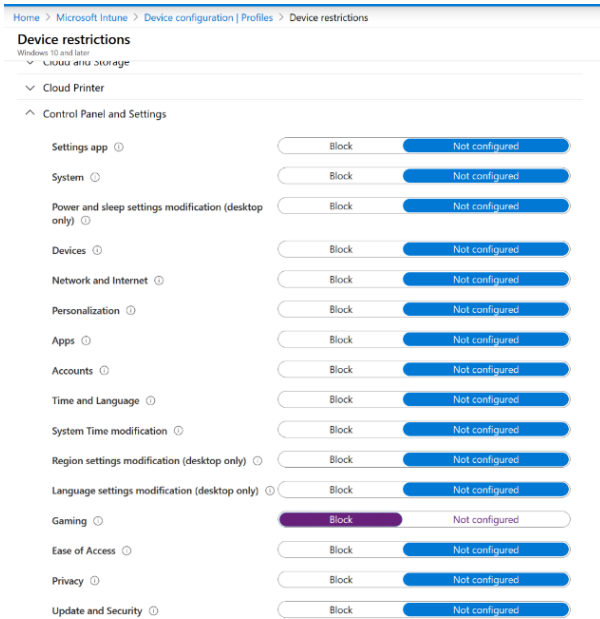 Home > Microsoft Intune > Device configuration | Profiles > Device restrictions
Device restrictions
Windows 10 and later
Cloud and Storage
Cloud Printer
Control Panel and Settings
Settings app Block Not configured
System Block Not configured
Power and sleep settings modification (desktop
only) Block Not configured
Devices Block Not configured
Network and Internet Block Not configured
Personalization Block Not configured
Apps Block Not configured
Accounts Block Not configured
Time and Language Block Not configured
System Time modification Block Not configured
Region settings modification (desktop only) Block Not configured
Language settings modification (desktop only) Block Not configured
Gaming Block Not configured
Ease of Access Block Not configured
Privacy Block Not configured
Update and Security Block Not configured